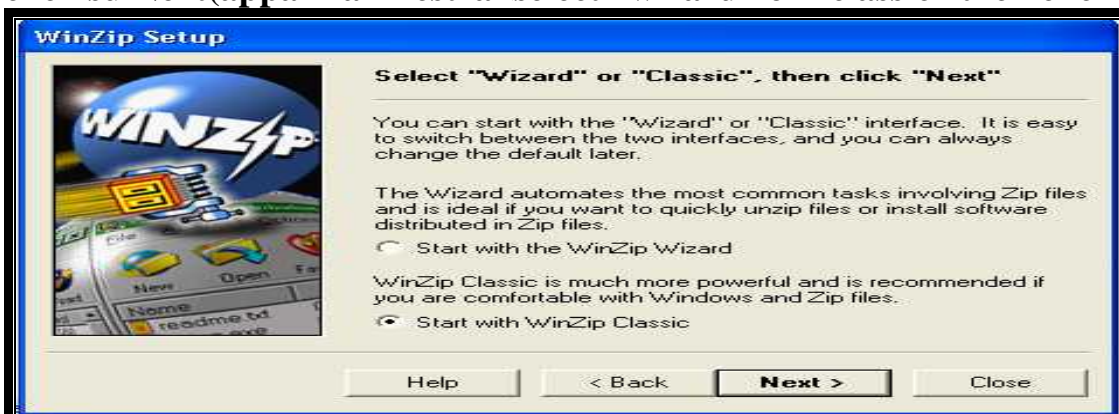 WinZip Setup
Select "Wizard" or "Classic", then click "Next"
You can start with the "Wizard" or "Classic" interface.  It is easy
to switch between the two interfaces, and you can always
change the default later.
The Wizard automates the most common tasks involving Zip files
and is ideal if you want to quickly unzip files or install software
distributed in Zip files.
Start with the WinZip Wizard
WinZip Classic is much more powerful and is recommended if
you are comfortable with Windows and Zip files.
Start with WinZip Classic
WINZIP
File
New
Open
Name
readme.txt
Help
< Back
Next >
Close